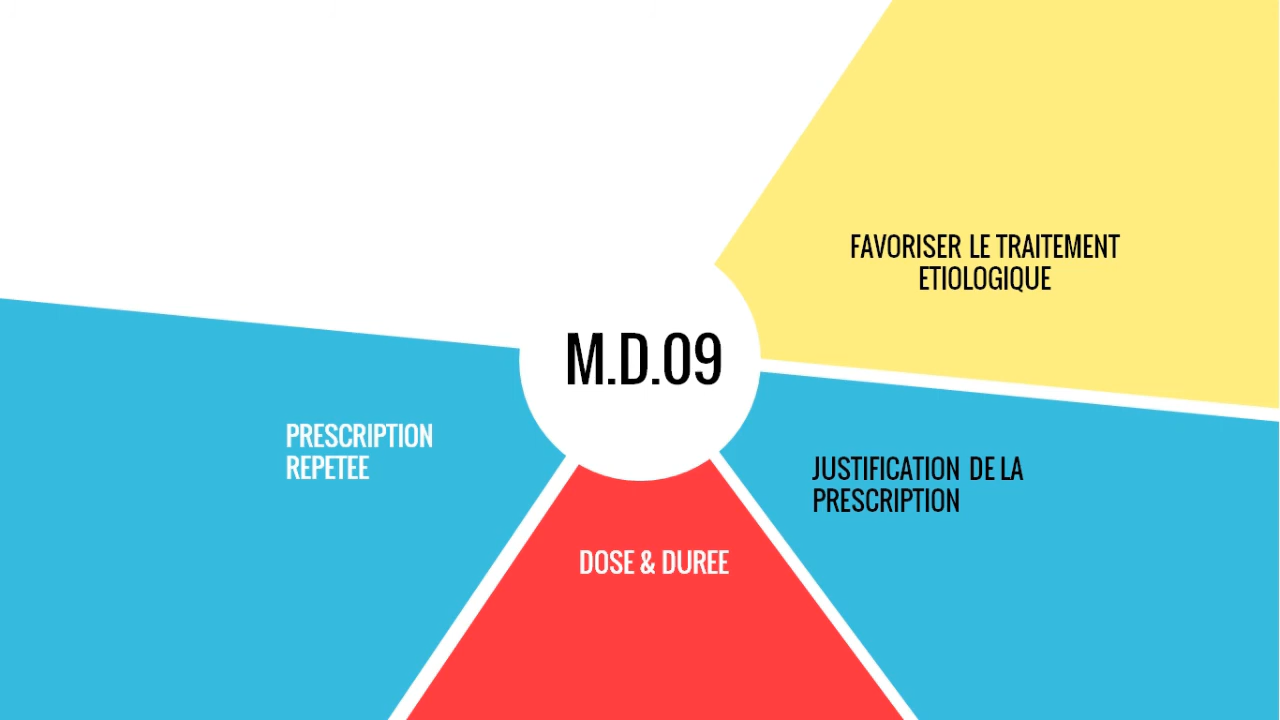 FAVORISER LE TRAITEMENT
ETIOLOGIQUE
M.D.09
PRESCRIPTION
REPETEE
JUSTIFICATION DE LA
PRESCRIPTION
DOSE & DUREE